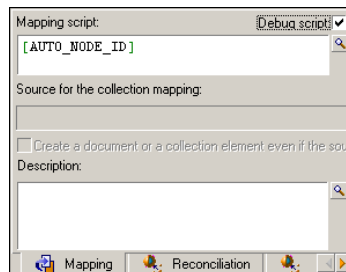 Mapping script:
Debug script
[AUTO_NODE_ID]
Source for the collection mapping:
Create a document or a collection element even if the sou
Description:
Mapping
Reconciliation